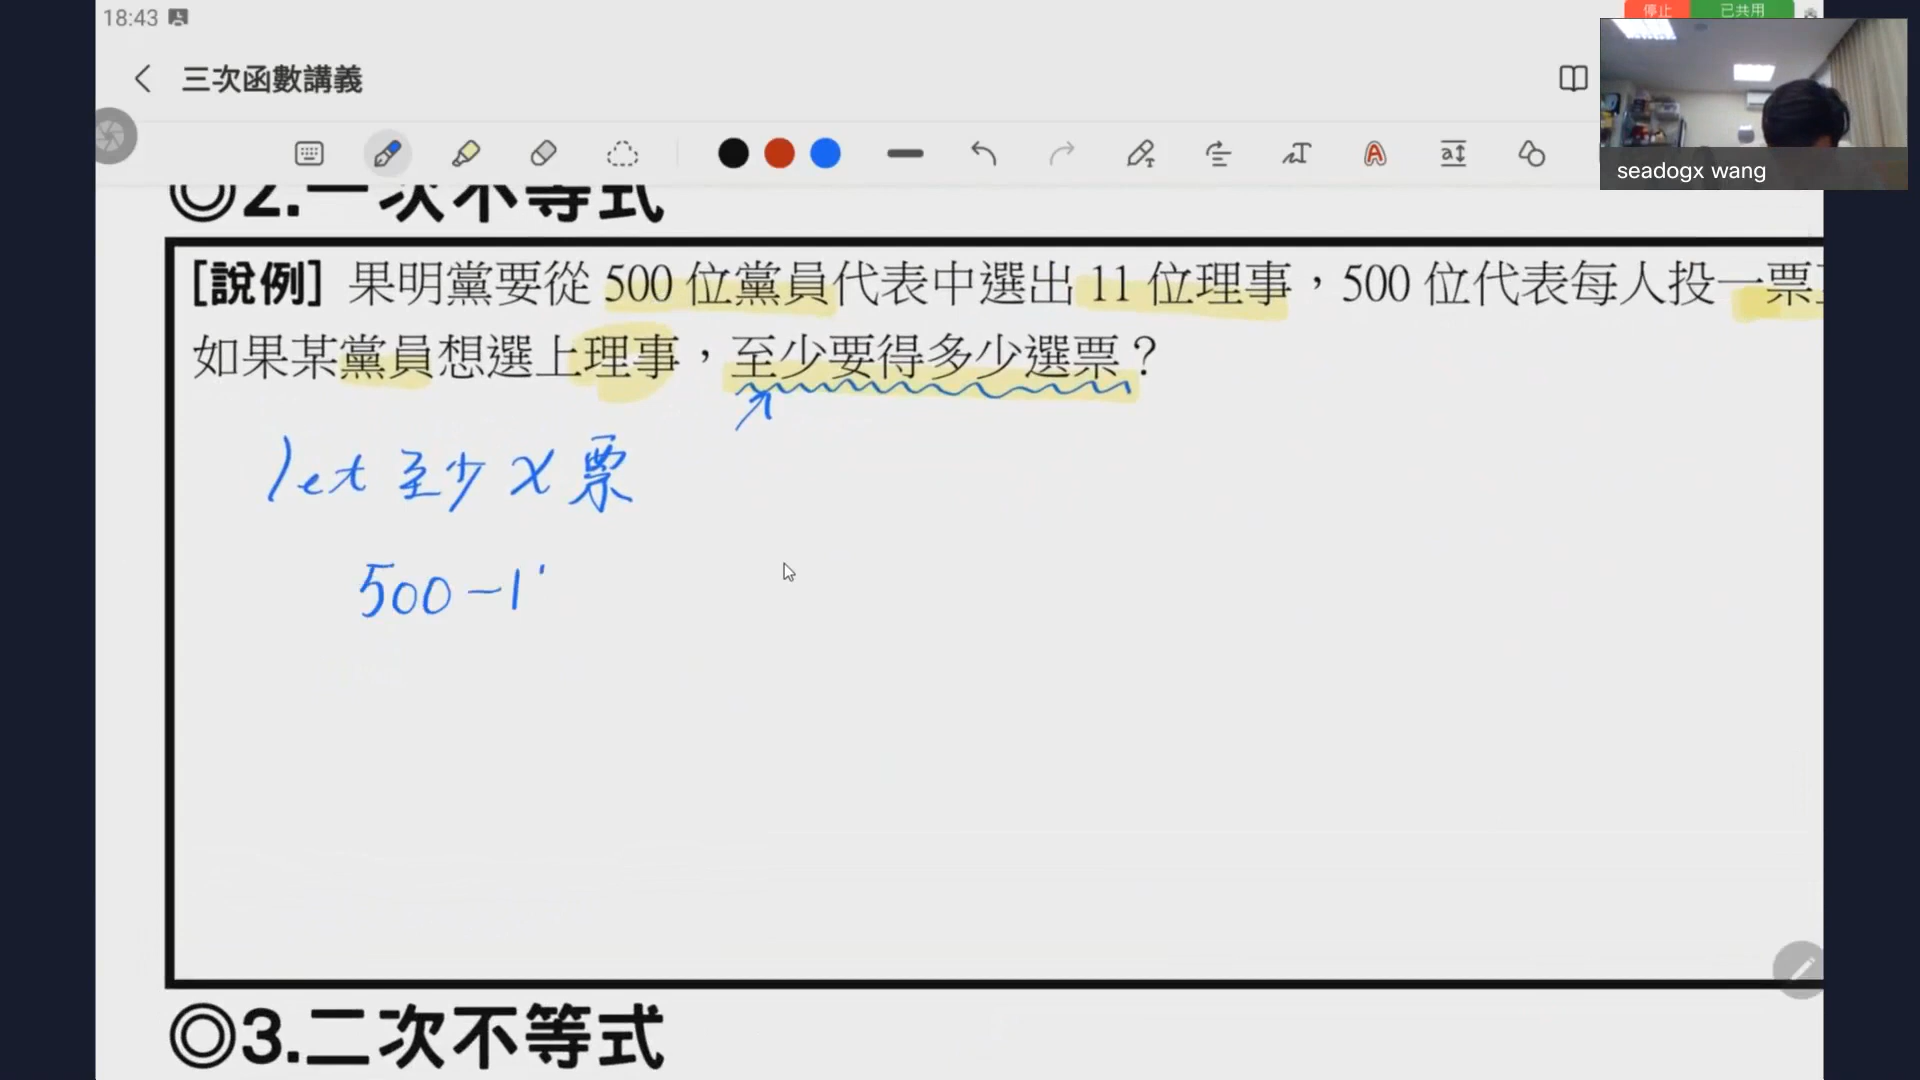 18:43
停止 已共用
三次函數講義
seadogx wang
◎2.一次不等式
[說例] 果明黨要從 500 位黨員代表中選出 11 位理事,500 位代表每人投一票
如果某黨員想選上理事,至少要得多少選票?
let 至少 x 票
500-1'
◎3.二次不等式